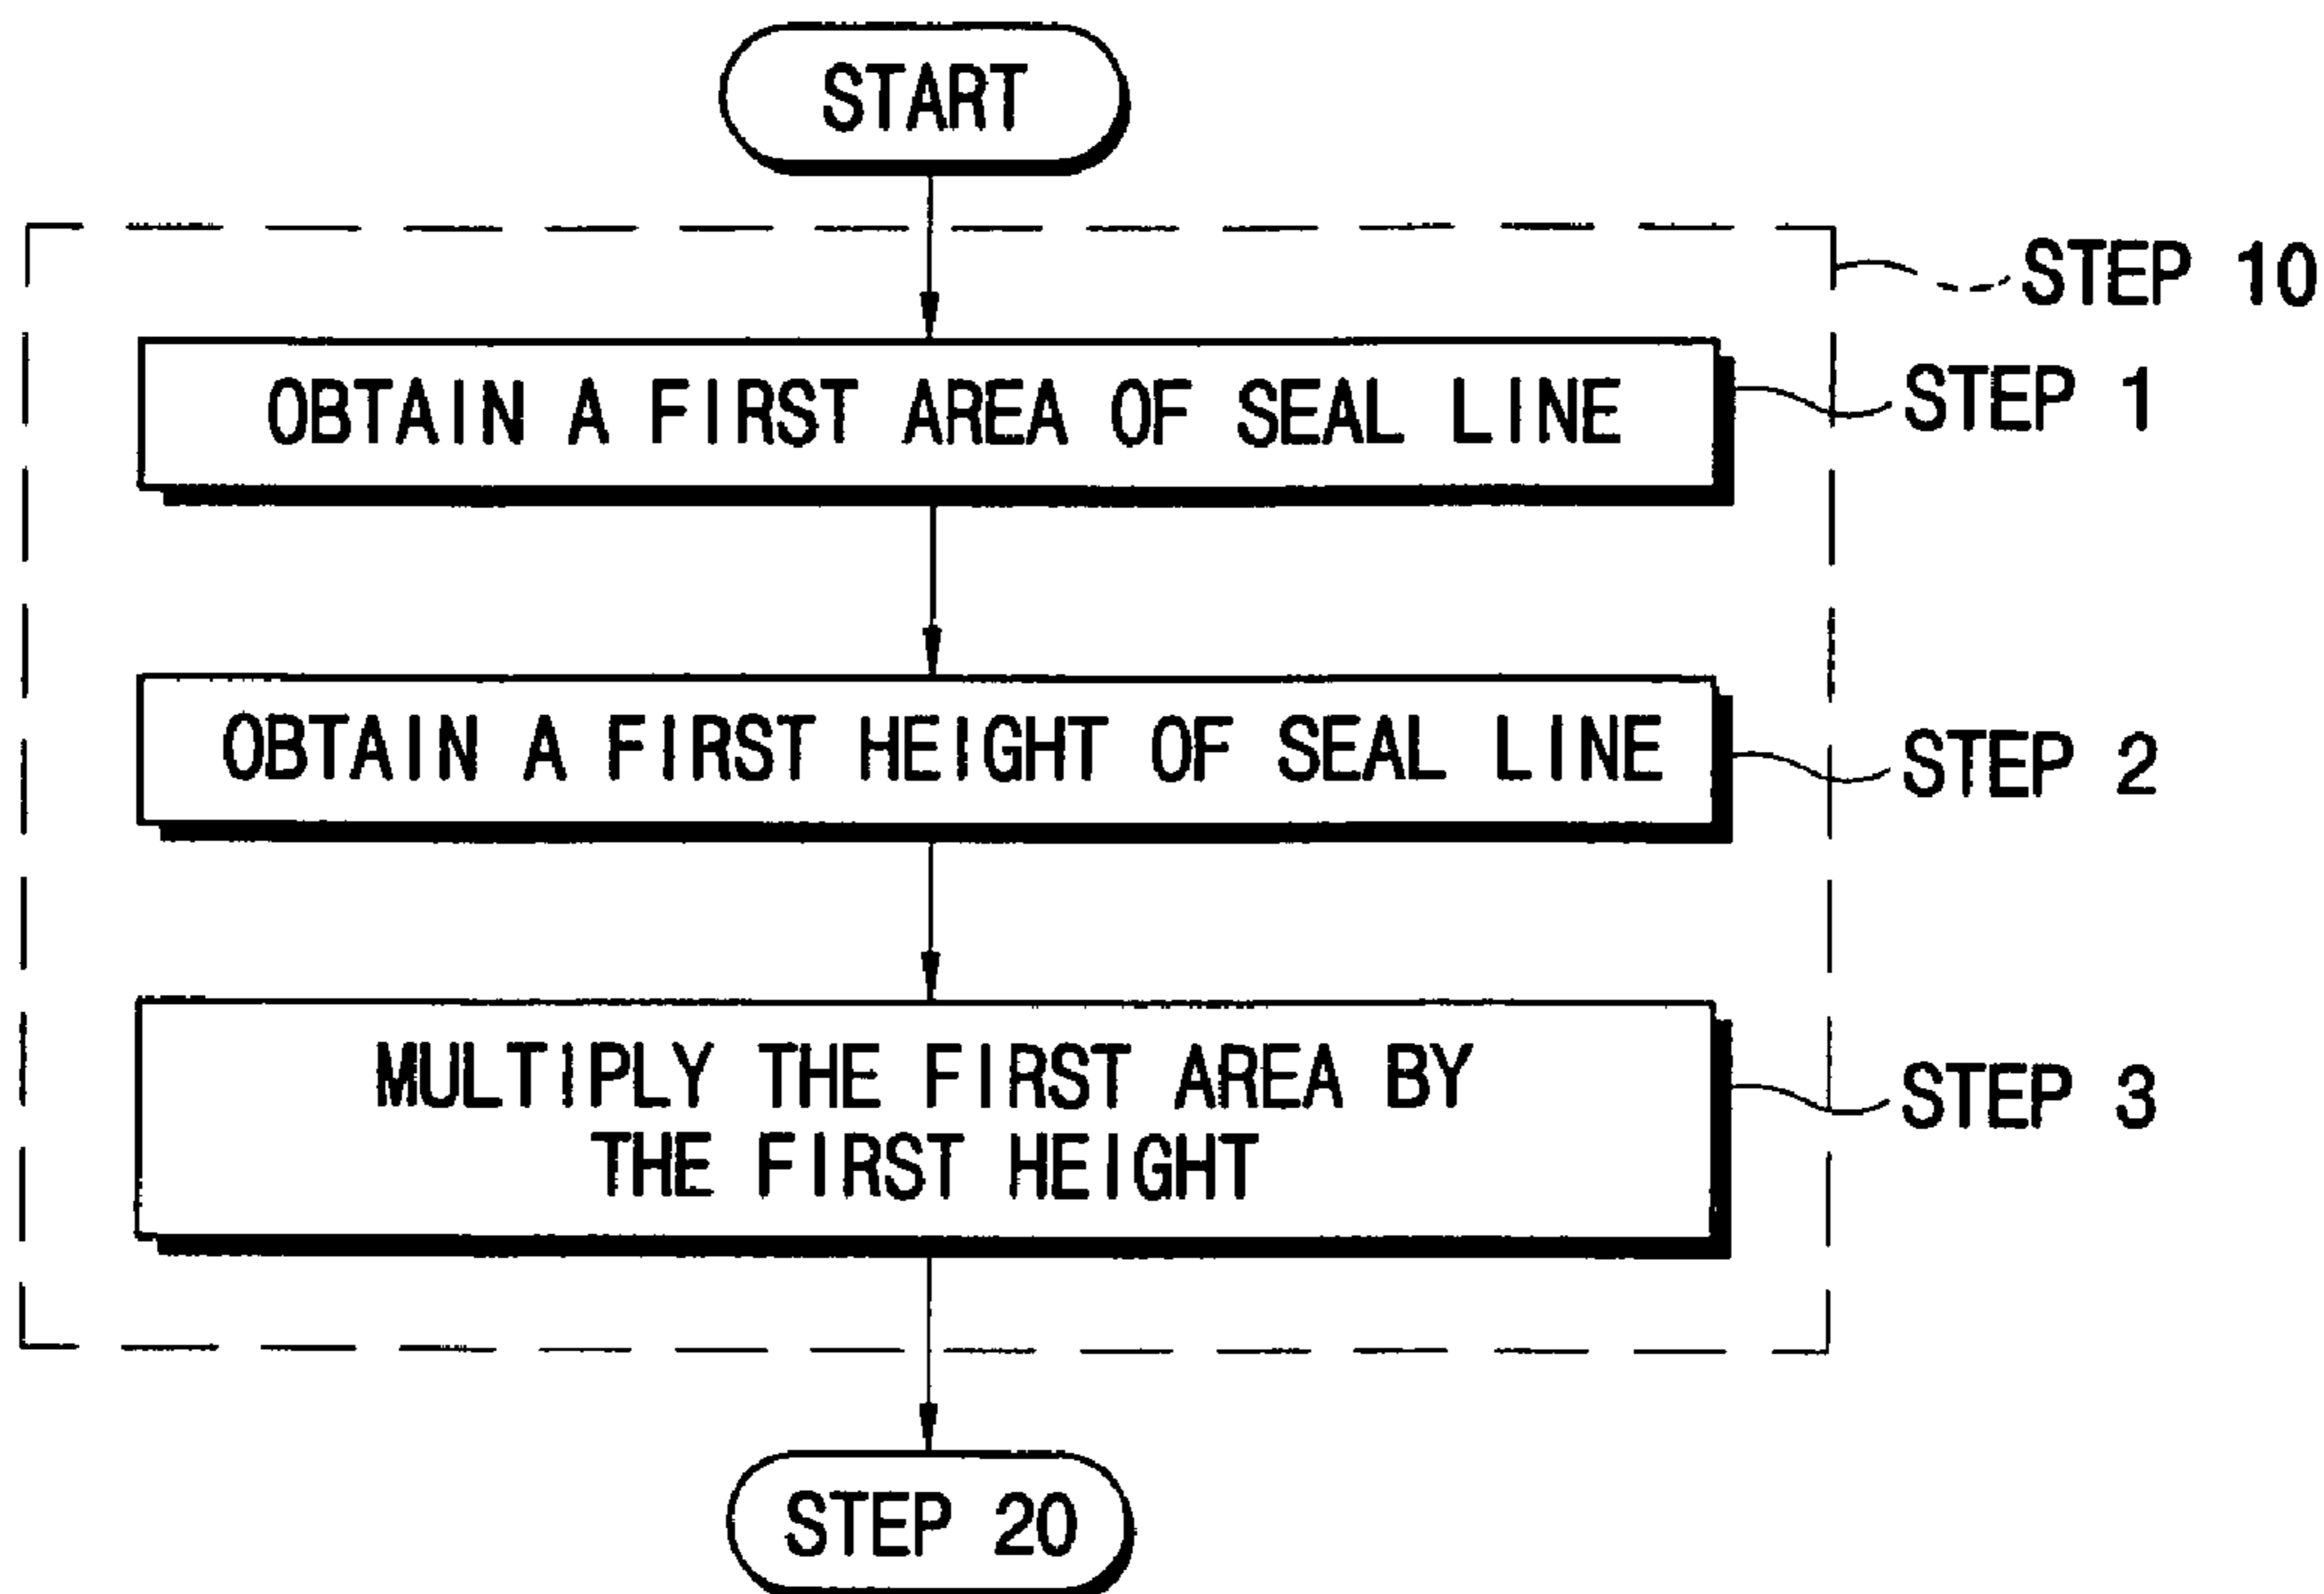 START
STEP 10
OBTAIN A FIRST AREA OF SEAL LINE
STEP 1
OBTAIN A FIRST HEIGHT OF SEAL LINE
STEP 2
MULTIPLY THE FIRST AREA BY
THE FIRST HEIGHT
STEP 3
STEP 20